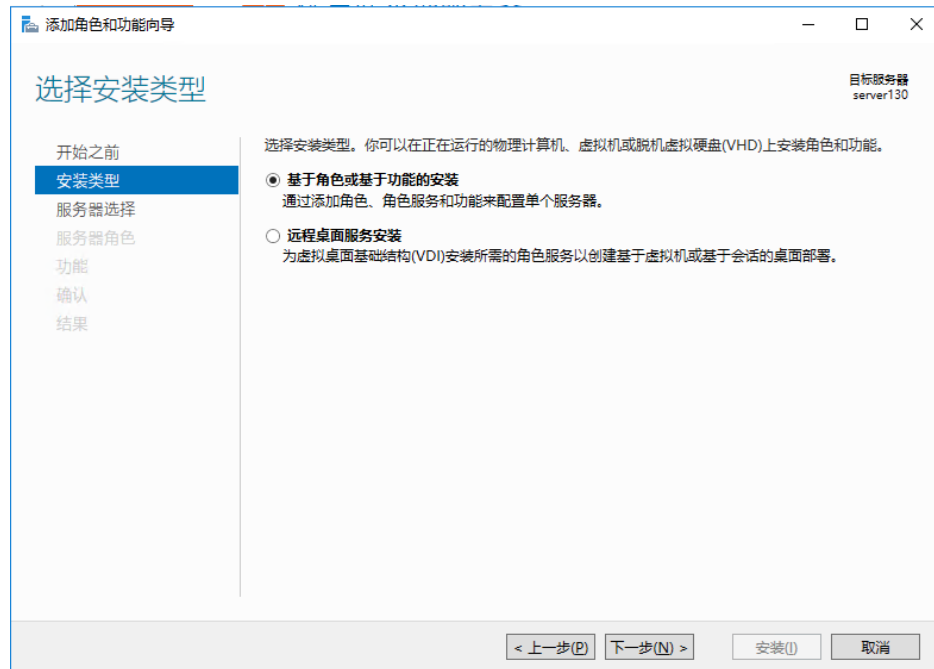 添加角色和功能向导
选择安装类型
目标服务器
server130
开始之前
安装类型
服务器选择
服务器角色
功能
确认
结果
选择安装类型。你可以在正在运行的物理计算机、虚拟机或脱机虚拟硬盘(VHD)上安装角色和功能。
基于角色或基于功能的安装
通过添加角色、角色服务和功能来配置单个服务器。
远程桌面服务安装
为虚拟桌面基础结构(VDI)安装所需的角色服务以创建基于虚拟机或基于会话的桌面部署。
< 上一步(P)
下一步(N) >
安装(I)
取消